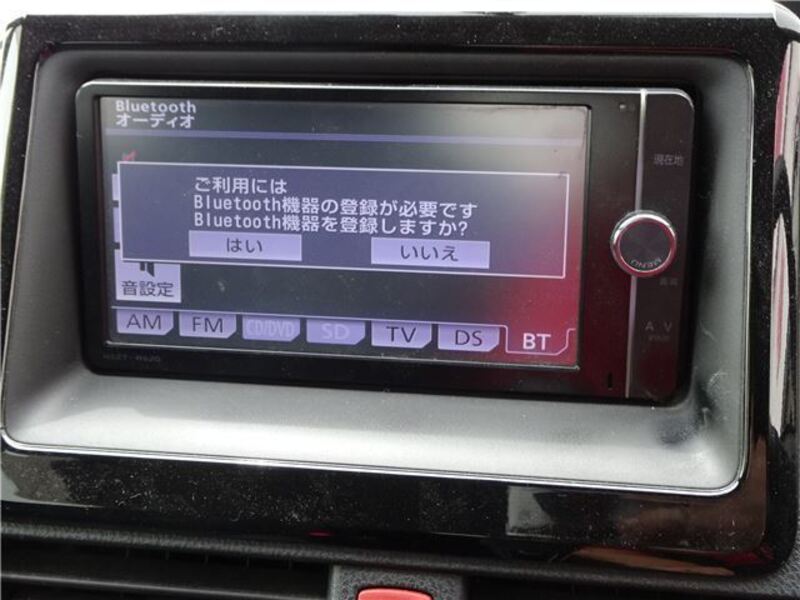 Bluetooth
オーディオ
ご利用には
Bluetooth機器の登録が必要です
Bluetooth機器を登録しますか?
はい
いいえ
音設定
AM
FM
CD/DVD
SD
TV
DS
BT
現在地
MENU
A V